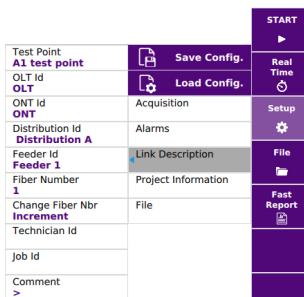 START
Test Point
A1 test point
Save Config.
Real
Time
OLT Id
OLT
Load Config.
ONT Id
ONT
Acquisition
Setup
Distribution Id
Distribution A
Alarms
Feeder Id
Feeder 1
Link Description
File
Fiber Number
1
Project Information
Change Fiber Nbr
Increment
File
Fast
Report
Technician Id
Job Id
Comment
>